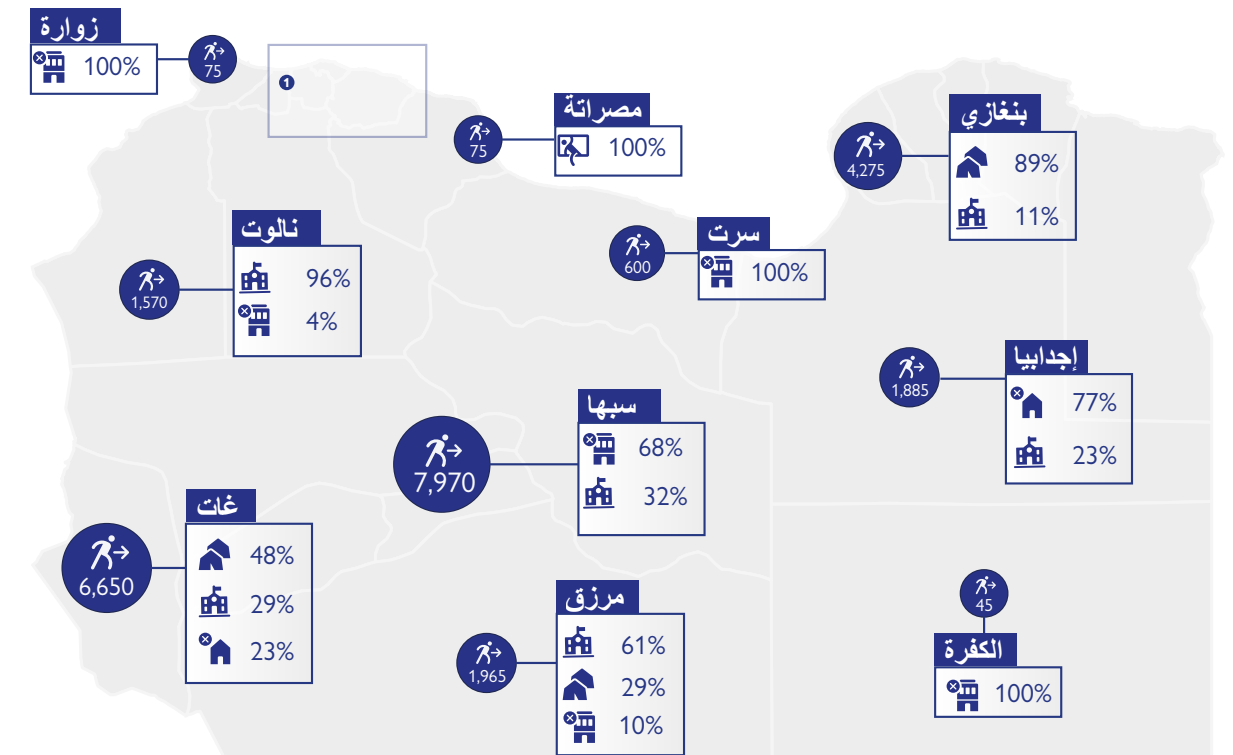 زوارة
100%
75
1
مصراتة
100%
75
بنغازي
89%
11%
4,275
نالوت
96%
4%
1,570
سرت
100%
600
إجدابيا
77%
23%
1,885
سبها
68%
32%
7,970
غات
48%
29%
23%
6,650
مرزق
61%
29%
10%
1,965
45
الكفرة
100%